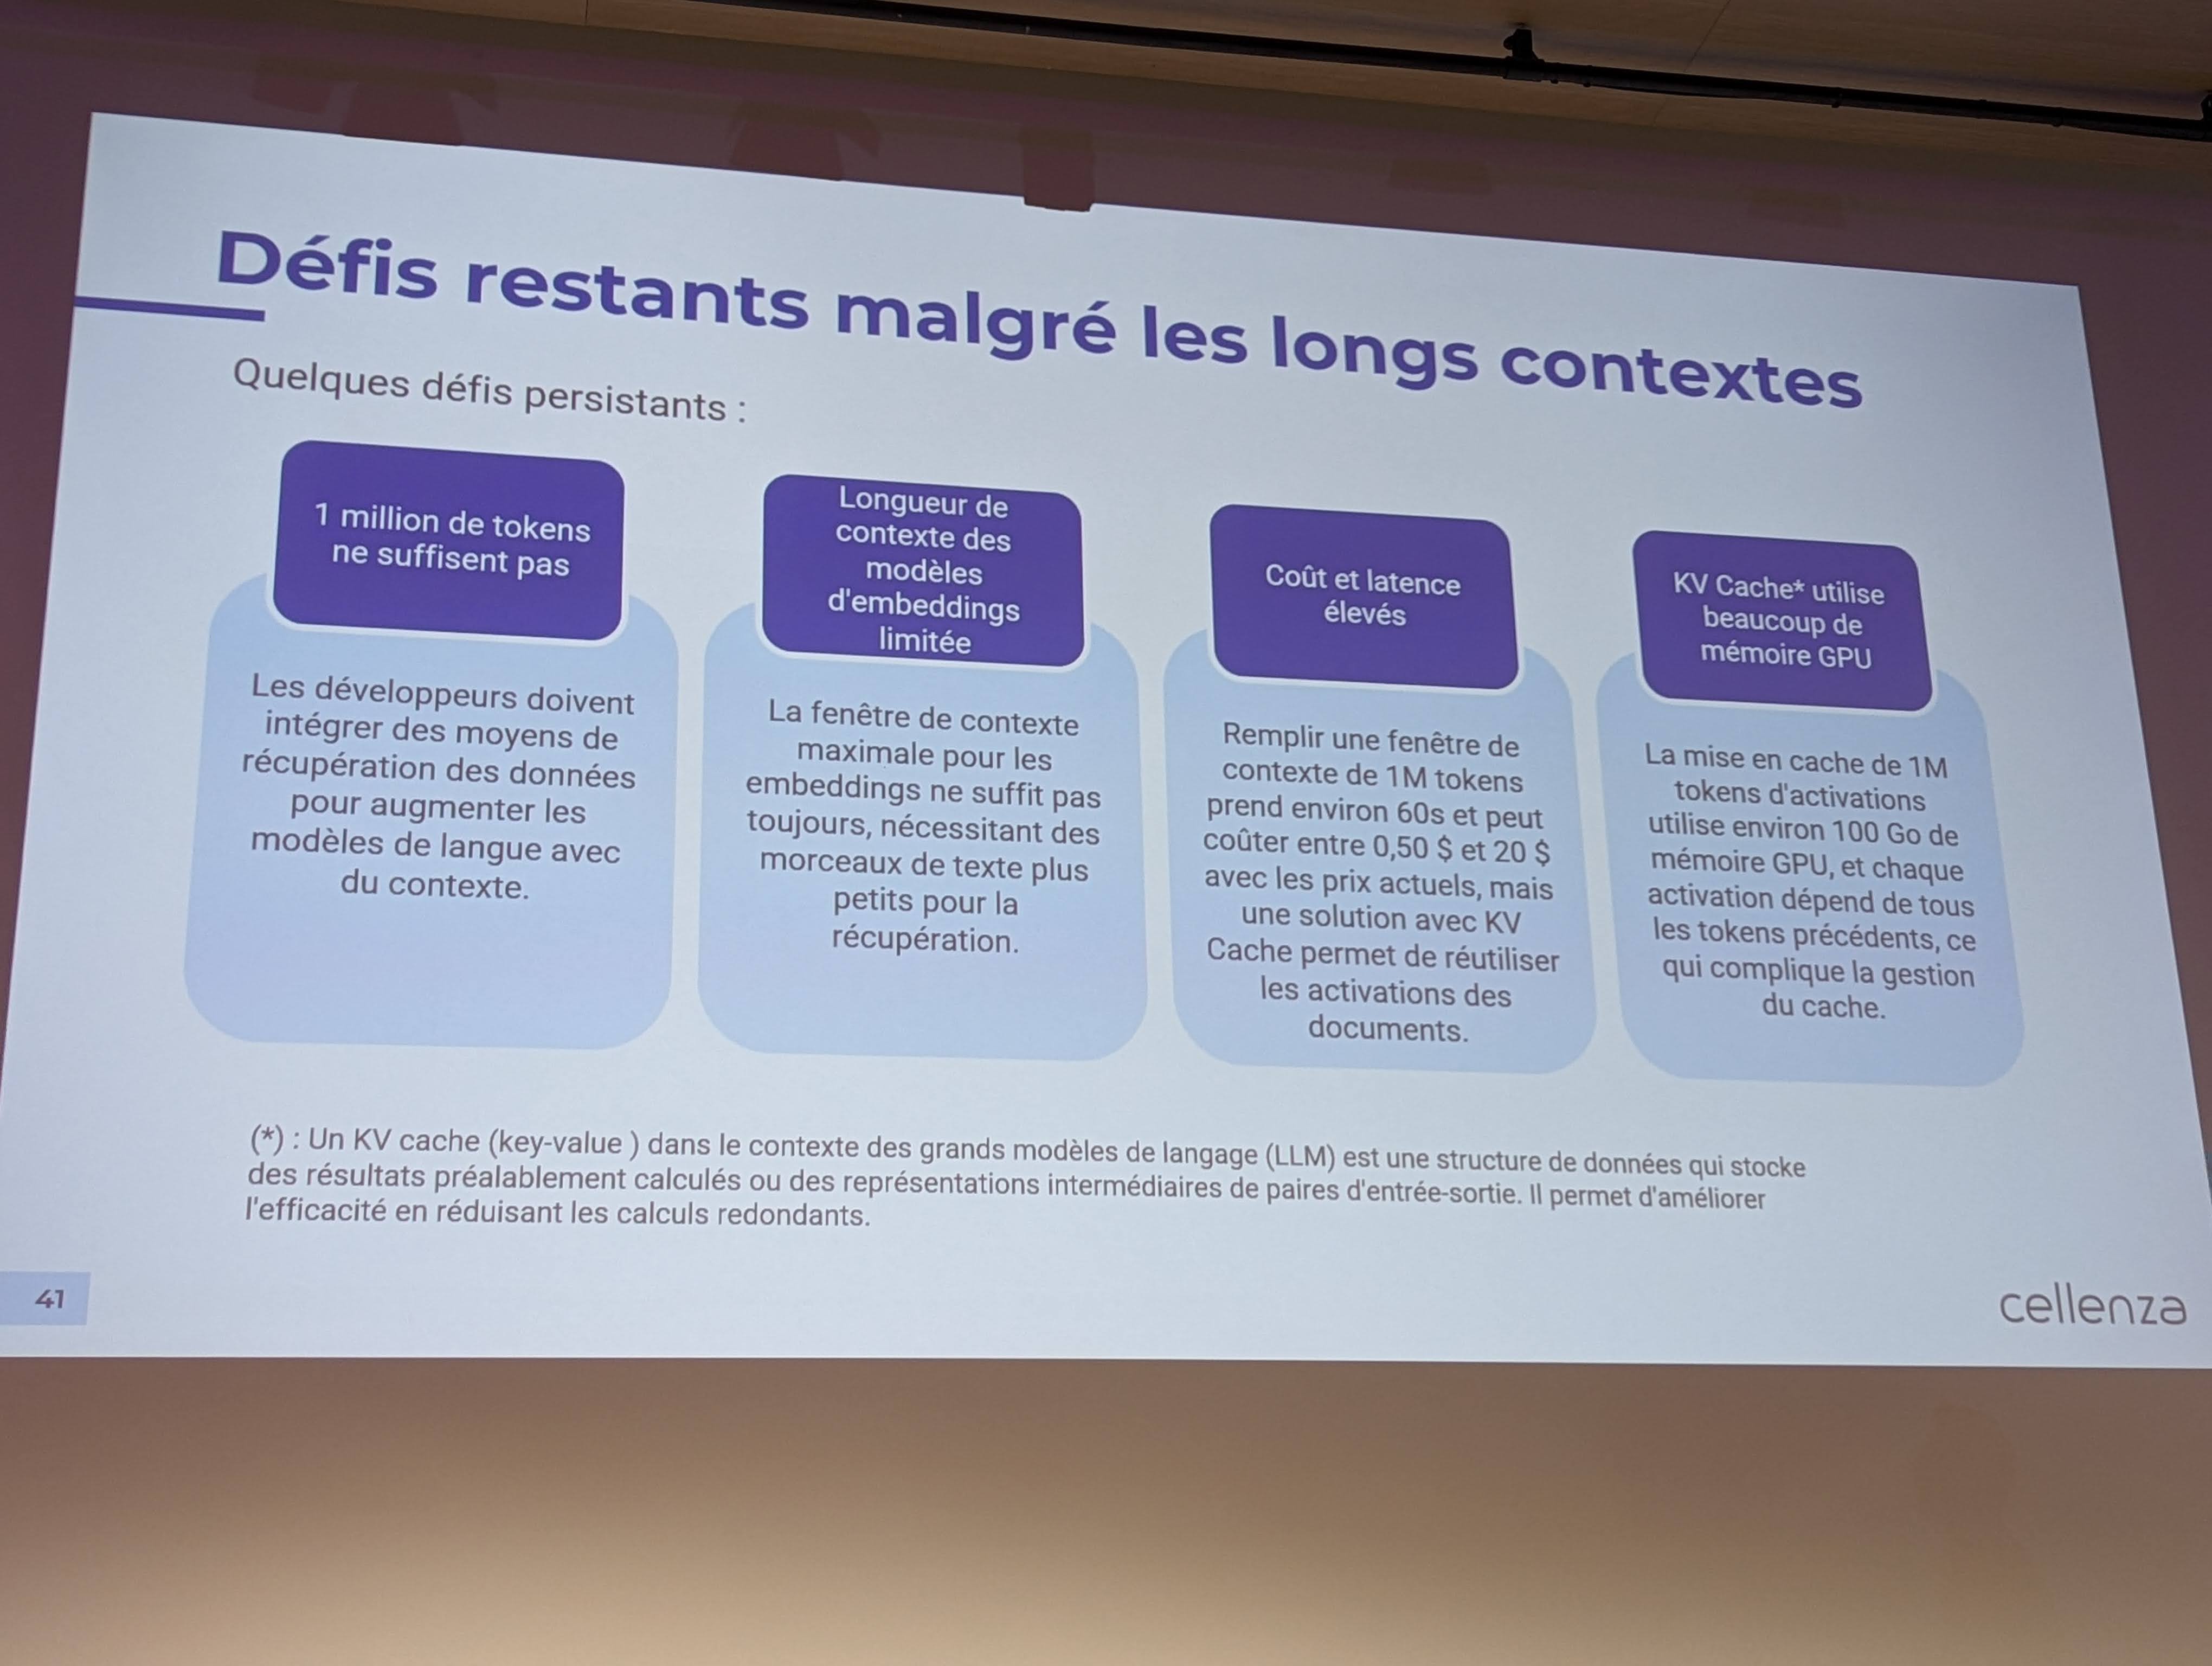 Défis restants malgré les longs contextes
Quelques défis persistants :
1 million de tokens
ne suffisent pas
Les développeurs doivent
intégrer des moyens de
récupération des données
pour augmenter les
modèles de langue avec
du contexte.
Longueur de
contexte des
modèles
d'embeddings
limitée
La fenêtre de contexte
maximale pour les
embeddings ne suffit pas
toujours, nécessitant des
morceaux de texte plus
petits pour la
récupération.
Coût et latence
élevés
Remplir une fenêtre de
contexte de 1M tokens
prend environ 60s et peut
coûter entre 0,50 $ et 20 $
avec les prix actuels, mais
une solution avec KV
Cache permet de réutiliser
les activations des
documents.
KV Cache* utilise
beaucoup de
mémoire GPU
La mise en cache de 1M
tokens d'activations
utilise environ 100 Go de
mémoire GPU, et chaque
activation dépend de tous
les tokens précédents, ce
qui complique la gestion
du cache.
(*) : Un KV cache (key-value ) dans le contexte des grands modèles de langage (LLM) est une structure de données qui stocke
des résultats préalablement calculés ou des représentations intermédiaires de paires d'entrée-sortie. Il permet d'améliorer
l'efficacité en réduisant les calculs redondants.
41
cellenza